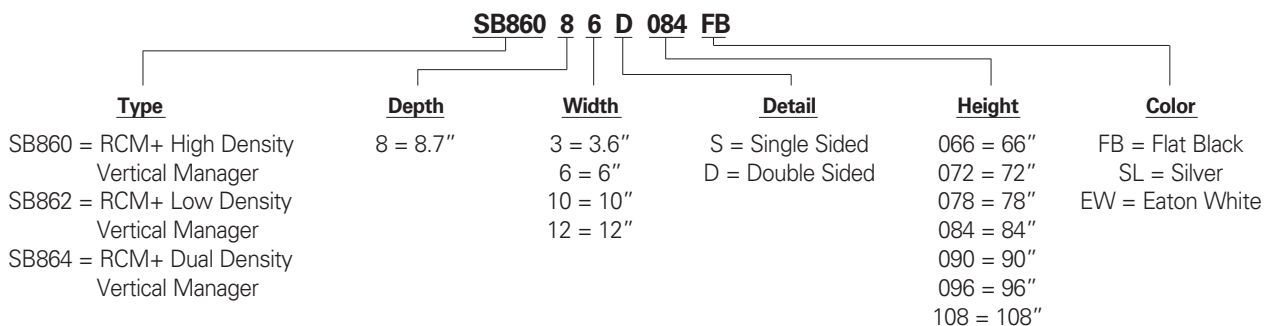 SB860 8 6 D 084 FB
Type
SB860 = RCM+ High Density
Vertical Manager
SB862 = RCM+ Low Density
Vertical Manager
SB864 = RCM+ Dual Density
Vertical Manager
Depth
8 = 8.7″
Width
3 = 3.6″
6 = 6″
10 = 10″
12 = 12″
Detail
S = Single Sided
D = Double Sided
Height
066 = 66″
072 = 72″
078 = 78″
084 = 84″
090 = 90″
096 = 96″
108 = 108″
Color
FB = Flat Black
SL = Silver
EW = Eaton White